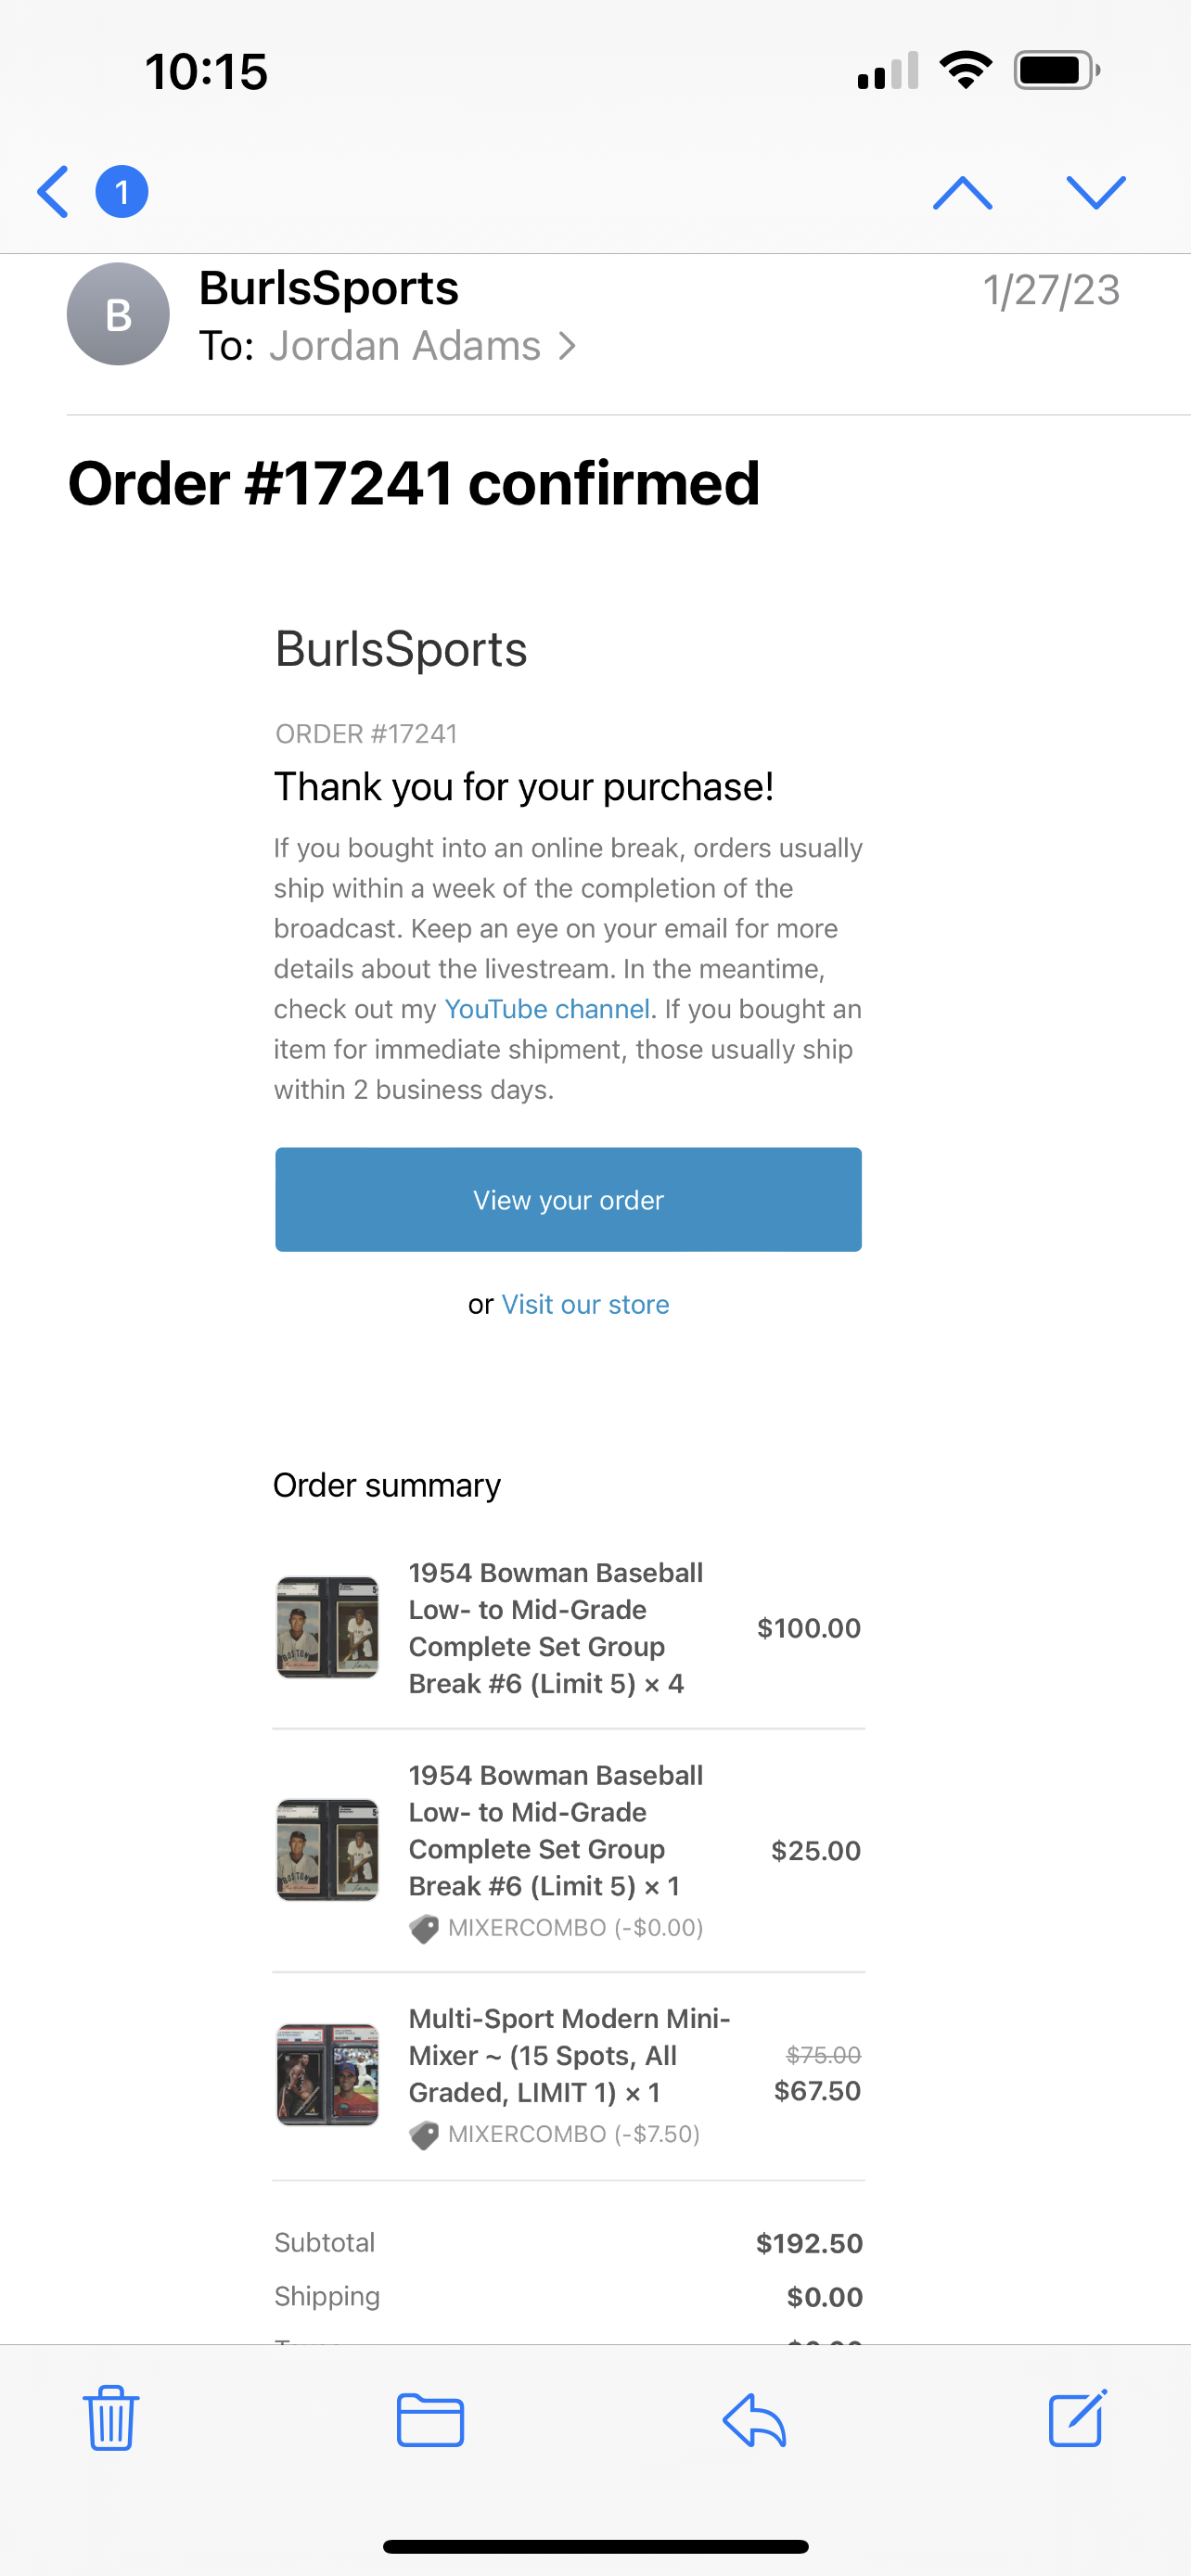 10:15
1
B
BurlsSports
1/27/23
To: Jordan Adams
Order #17241 confirmed
BurlsSports
ORDER #17241
Thank you for your purchase!
If you bought into an online break, orders usually
ship within a week of the completion of the
broadcast. Keep an eye on your email for more
details about the livestream. In the meantime,
check out my YouTube channel. If you bought an
item for immediate shipment, those usually ship
within 2 business days.
View your order
or Visit our store
Order summary
1954 Bowman Baseball
Low- to Mid-Grade
Complete Set Group
Break #6 (Limit 5) × 4
$100.00
1954 Bowman Baseball
Low- to Mid-Grade
Complete Set Group
Break #6 (Limit 5) × 1
$25.00
MIXERCOMBO (-$0.00)
Multi-Sport Modern Mini-
Mixer ~ (15 Spots, All
Graded, LIMIT 1) × 1
$75.00
$67.50
MIXERCOMBO (-$7.50)
Subtotal $192.50
Shipping $0.00